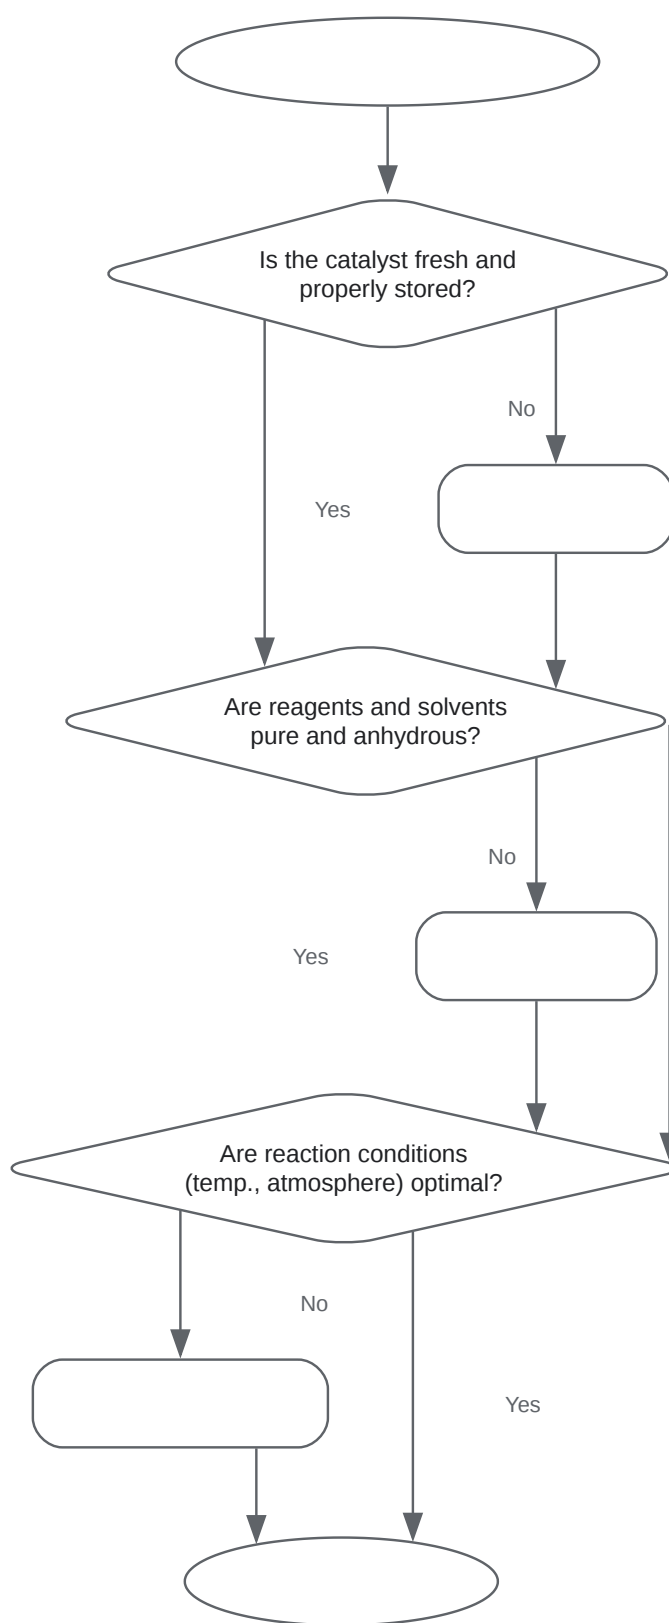 Is the catalyst fresh and
properly stored?
No
Yes
Are reagents and solvents
pure and anhydrous?
No
Yes
Are reaction conditions
(temp., atmosphere) optimal?
No
Yes